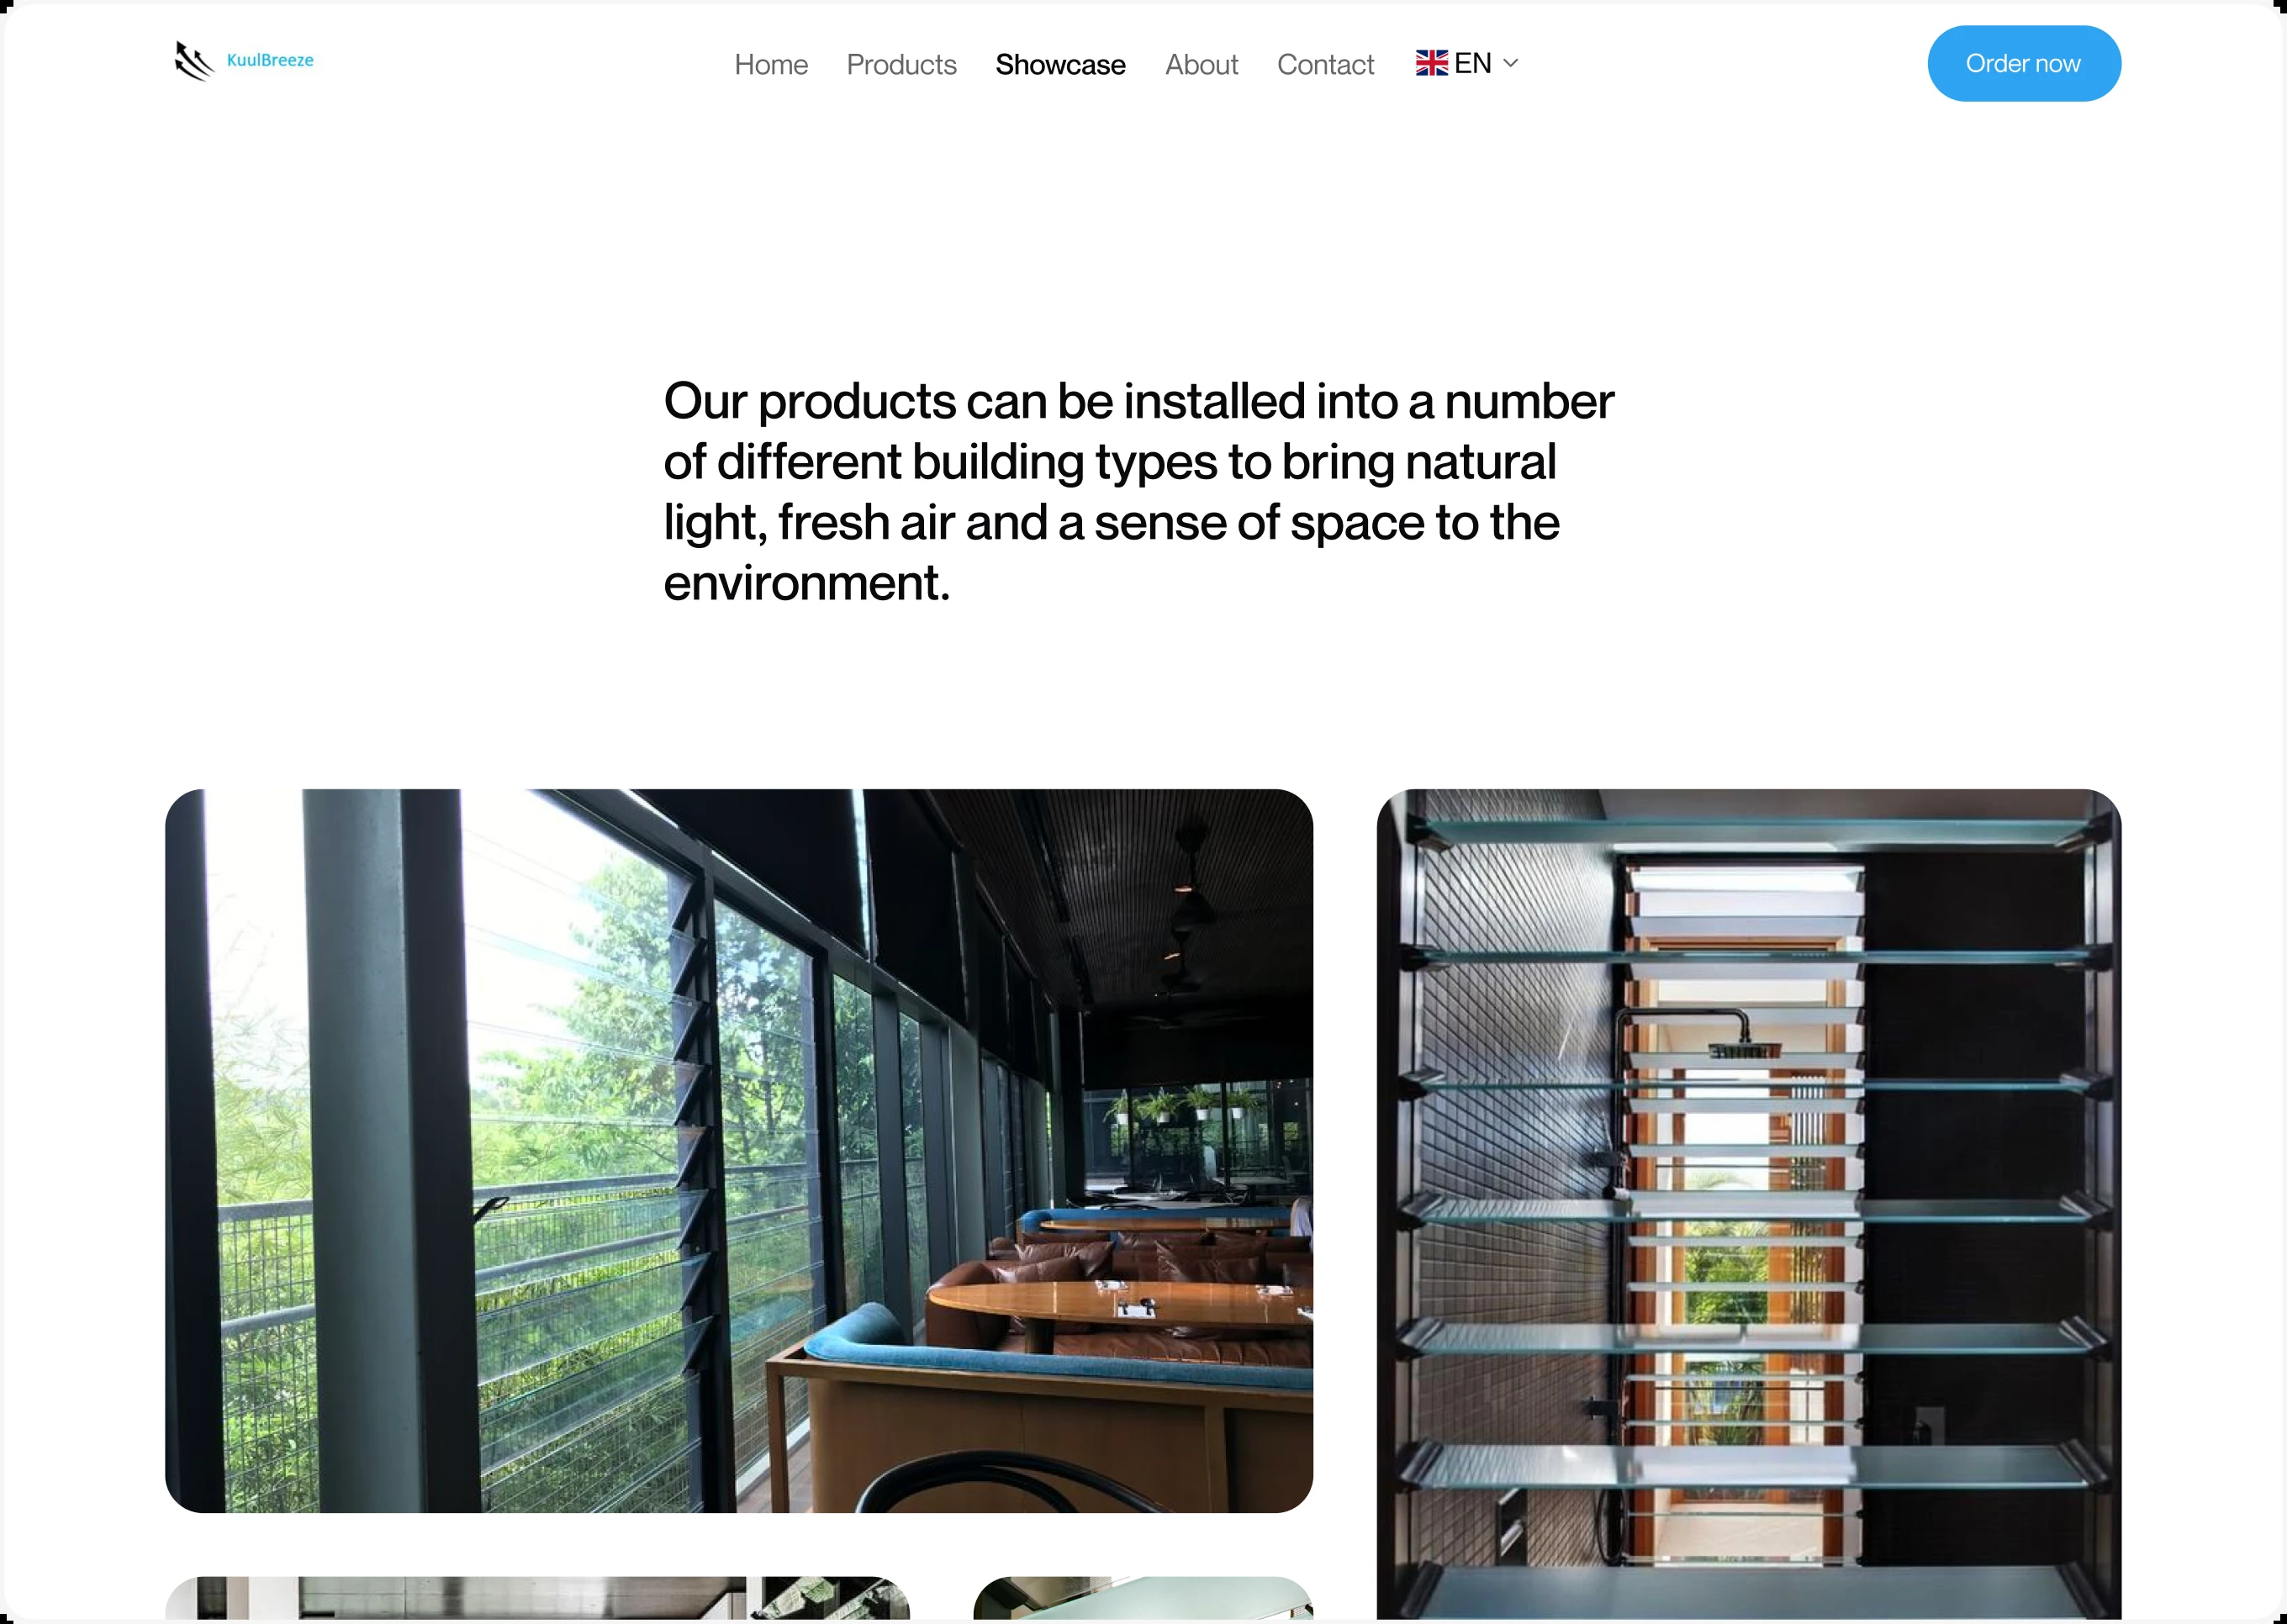 KuulBreeze
Home Products Showcase About Contact EN
Order now
Our products can be installed into a number
of different building types to bring natural
light, fresh air and a sense of space to the
environment.